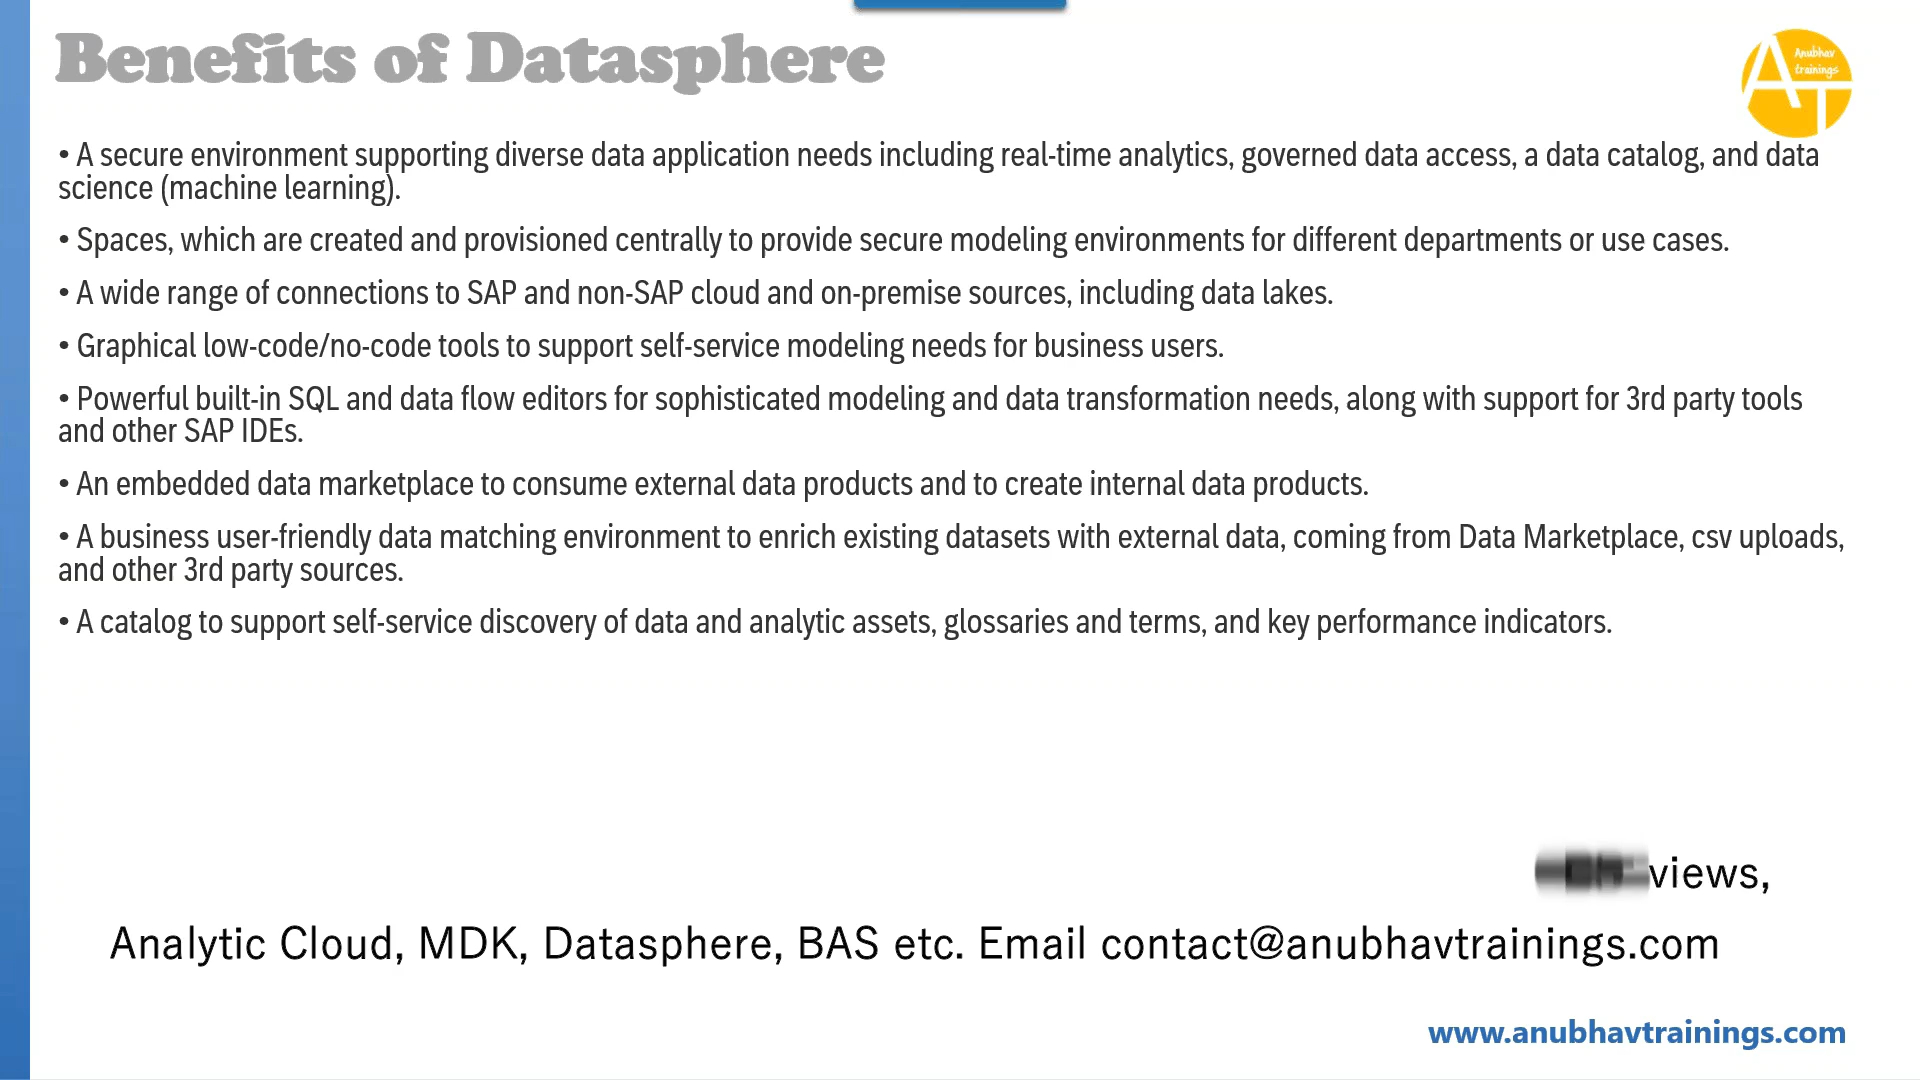 Benefits of Datasphere
Anubhav
trainings
AT
• A secure environment supporting diverse data application needs including real-time analytics, governed data access, a data catalog, and data
science (machine learning).
• Spaces, which are created and provisioned centrally to provide secure modeling environments for different departments or use cases.
• A wide range of connections to SAP and non-SAP cloud and on-premise sources, including data lakes.
• Graphical low-code/no-code tools to support self-service modeling needs for business users.
• Powerful built-in SQL and data flow editors for sophisticated modeling and data transformation needs, along with support for 3rd party tools
and other SAP IDEs.
• An embedded data marketplace to consume external data products and to create internal data products.
• A business user-friendly data matching environment to enrich existing datasets with external data, coming from Data Marketplace, csv uploads,
and other 3rd party sources.
• A catalog to support self-service discovery of data and analytic assets, glossaries and terms, and key performance indicators.
views,
Analytic Cloud, MDK, Datasphere, BAS etc. Email contact@anubhavtrainings.com
www.anubhavtrainings.com